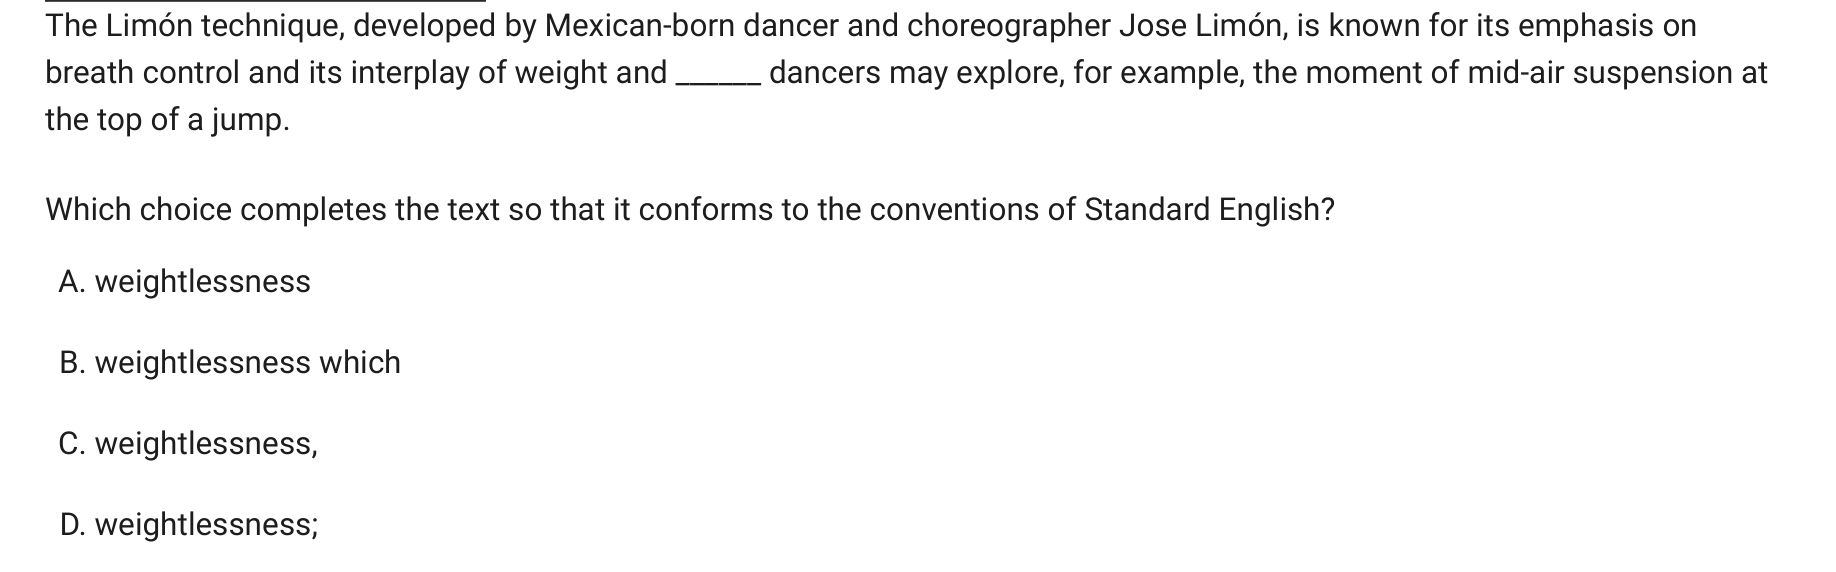 The Limón technique, developed by Mexican-born dancer and choreographer Jose Limón, is known for its emphasis on
breath control and its interplay of weight and ______ dancers may explore, for example, the moment of mid-air suspension at
the top of a jump.
Which choice completes the text so that it conforms to the conventions of Standard English?
A. weightlessness
B. weightlessness which
C. weightlessness,
D. weightlessness;